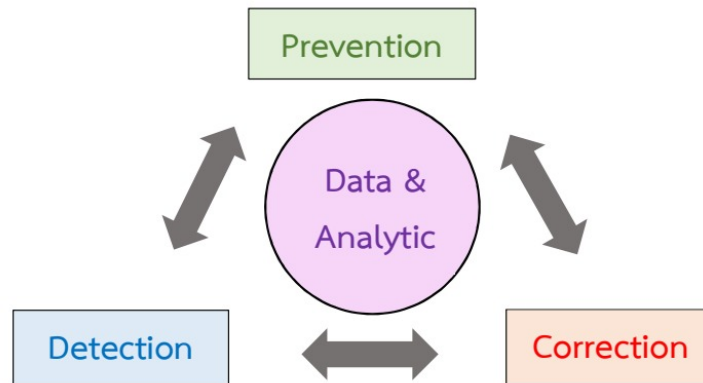 Prevention
Data &
Analytic
Detection
Correction